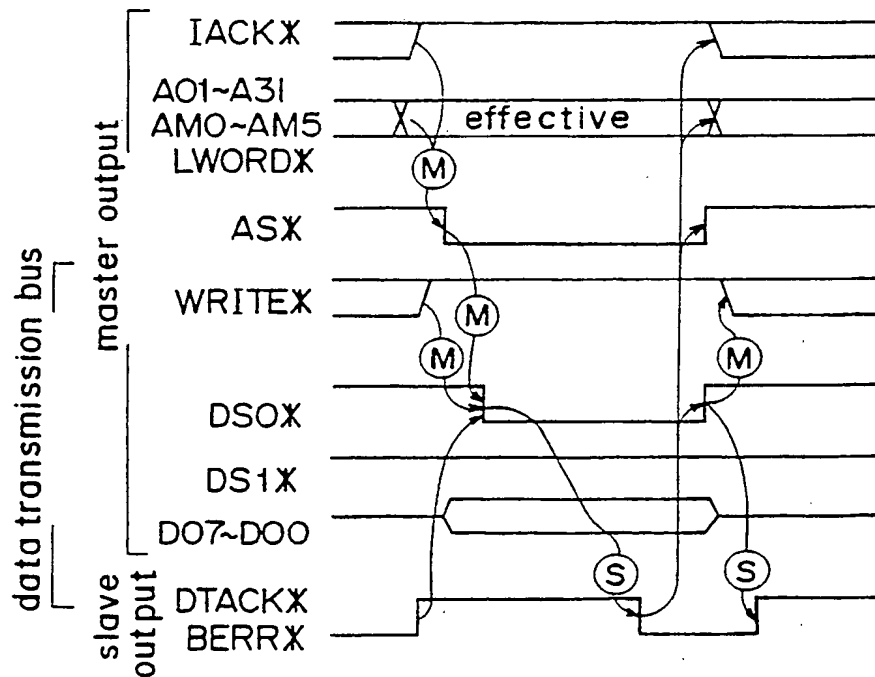 data transmission bus
master output
slave output
IACK*
A01~A31
AM0~AM5
LWORD*
effective
M
AS*
WRITE*
M
M
M
DS0*
DS1*
D07~D00
S
S
DTACK*
BERR*